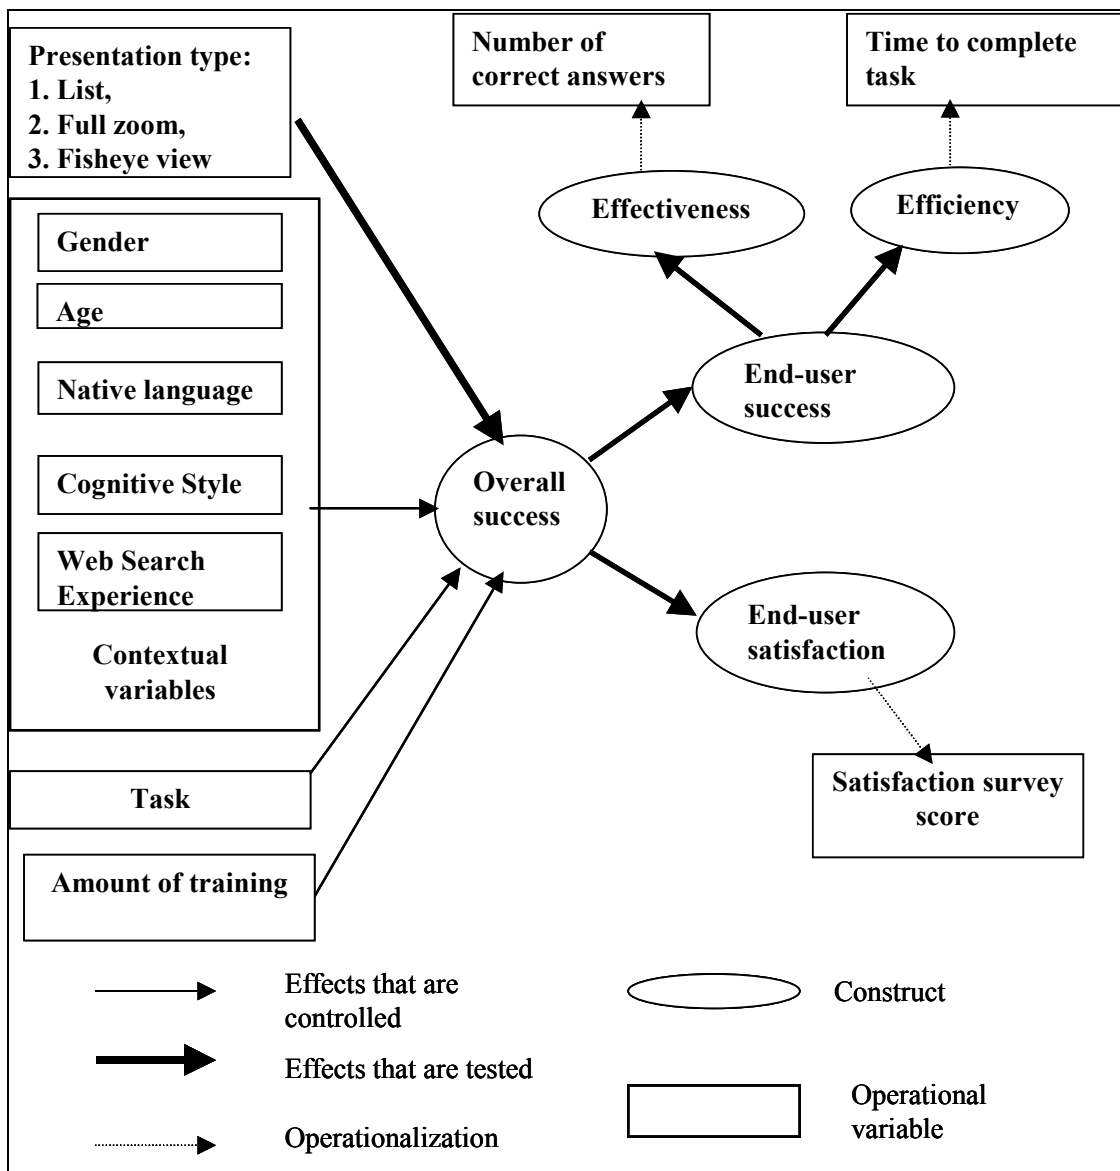 Presentation type:
1. List,
2. Full zoom,
3. Fisheye view
Number of
correct answers
Time to complete
task
Gender
Age
Native language
Cognitive Style
Web Search
Experience
Contextual
variables
Effectiveness
Efficiency
End-user
success
Overall
success
End-user
satisfaction
Satisfaction survey
score
Task
Amount of training
Effects that are
controlled
Effects that are tested
Operationalization
Construct
Operational
variable